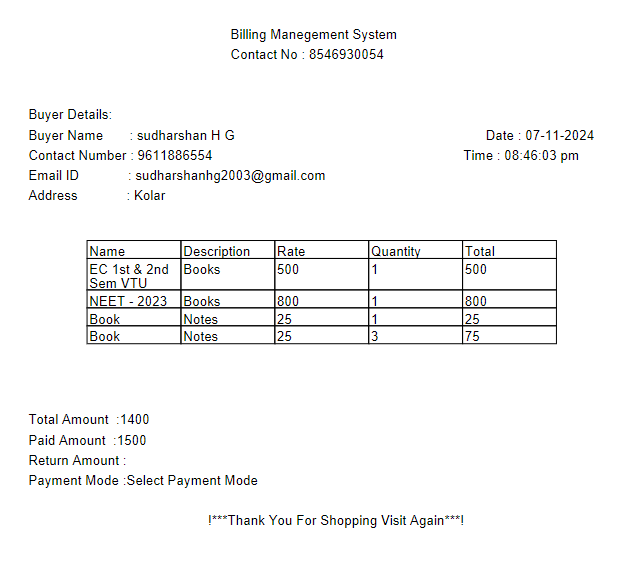 Billing Manegement System
Contact No : 8546930054
Buyer Details:
Buyer Name : sudharshan H G Date : 07-11-2024
Contact Number : 9611886554 Time : 08:46:03 pm
Email ID : sudharshanhg2003@gmail.com
Address : Kolar
Name Description Rate Quantity Total
EC 1st & 2nd Books 500 1 500
Sem VTU
NEET - 2023 Books 800 1 800
Book Notes 25 1 25
Book Notes 25 3 75
Total Amount :1400
Paid Amount :1500
Return Amount :
Payment Mode :Select Payment Mode
!***Thank You For Shopping Visit Again***!